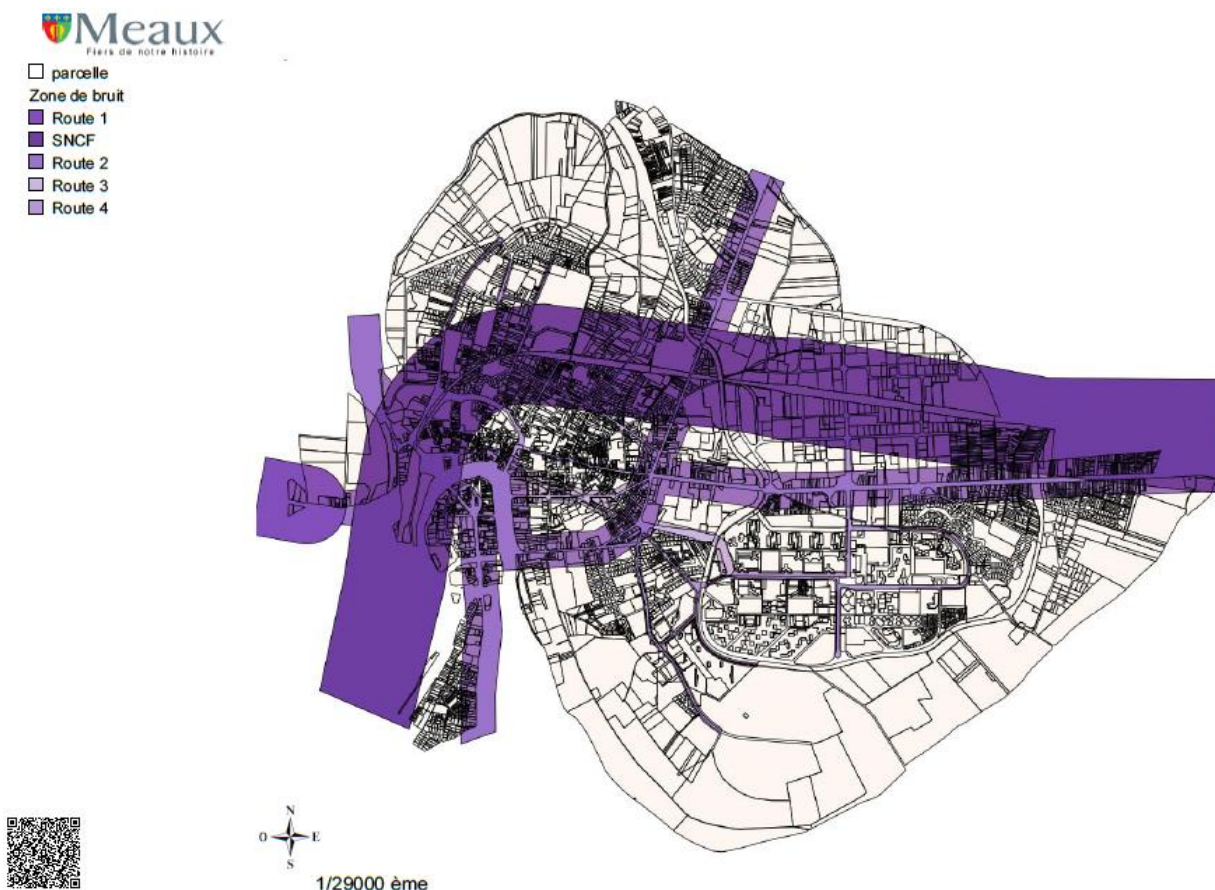 Meaux
Fiers de notre histoire
parcelle
Zone de bruit
Route 1
SNCF
Route 2
Route 3
Route 4
N
O E
S
1/29000 ème